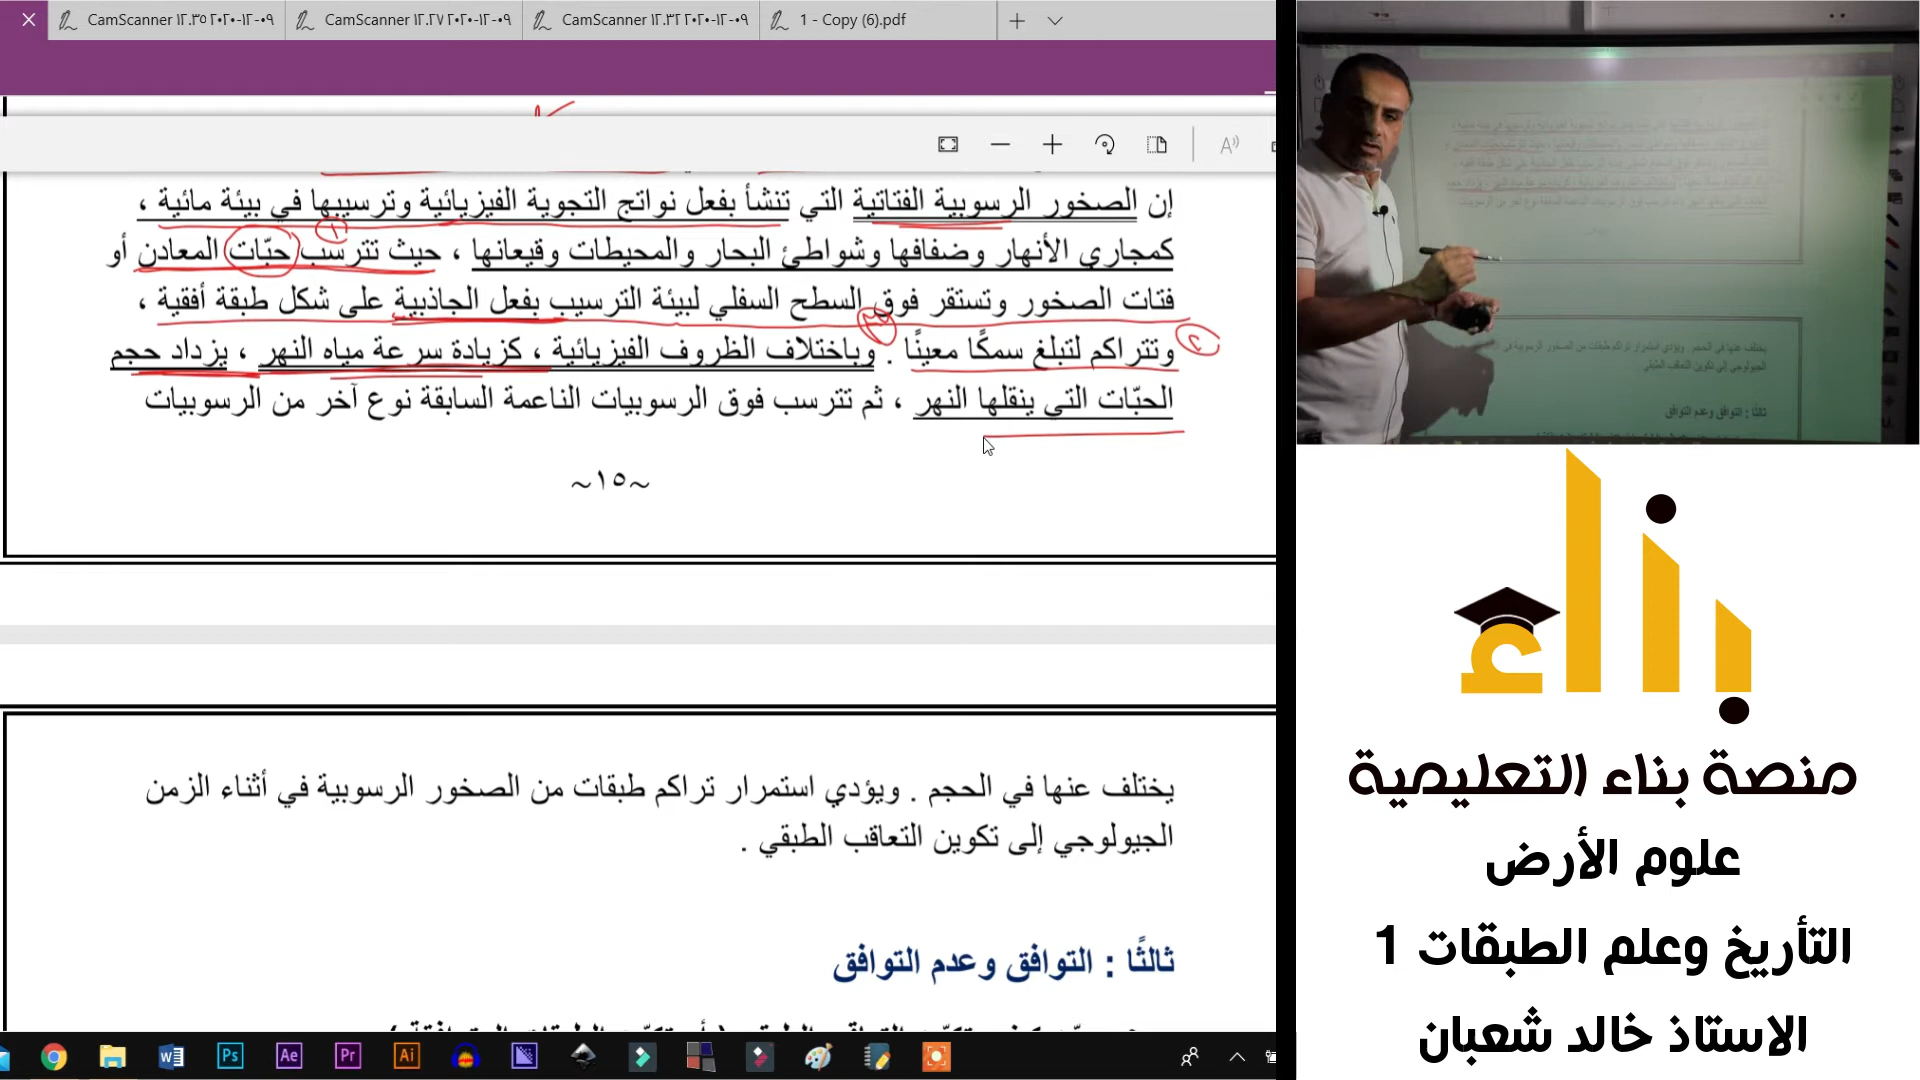 CamScanner ٠٩-١٢-٢٠٢٠ ١٢.٣٥
CamScanner ٠٩-١٢-٢٠٢٠ ١٢.٢٧
CamScanner ٠٩-١٢-٢٠٢٠ ١٢.٣٢
1 - Copy (6).pdf
إن الصخور الرسوبية الفتاتية التي تنشأ بفعل نواتج التجوية الفيزيائية وترسيبها في بيئة مائية ،
كمجاري الأنهار وضفافها وشواطئ البحار والمحيطات وقيعانها ، حيث تترسب حبّات المعادن أو
فتات الصخور وتستقر فوق السطح السفلي لبيئة الترسيب بفعل الجاذبية على شكل طبقة أفقية ،
وتتراكم لتبلغ سمكًا معينًا . وباختلاف الظروف الفيزيائية ، كزيادة سرعة مياه النهر ، يزداد حجم
الحبّات التي ينقلها النهر ، ثم تترسب فوق الرسوبيات الناعمة السابقة نوع آخر من الرسوبيات
~١٥~
يختلف عنها في الحجم . ويؤدي استمرار تراكم طبقات من الصخور الرسوبية في أثناء الزمن
الجيولوجي إلى تكوين التعاقب الطبقي .
ثالثًا : التوافق وعدم التوافق
بناء
منصة بناء التعليمية
علوم الأرض
التأريخ وعلم الطبقات 1
الاستاذ خالد شعبان